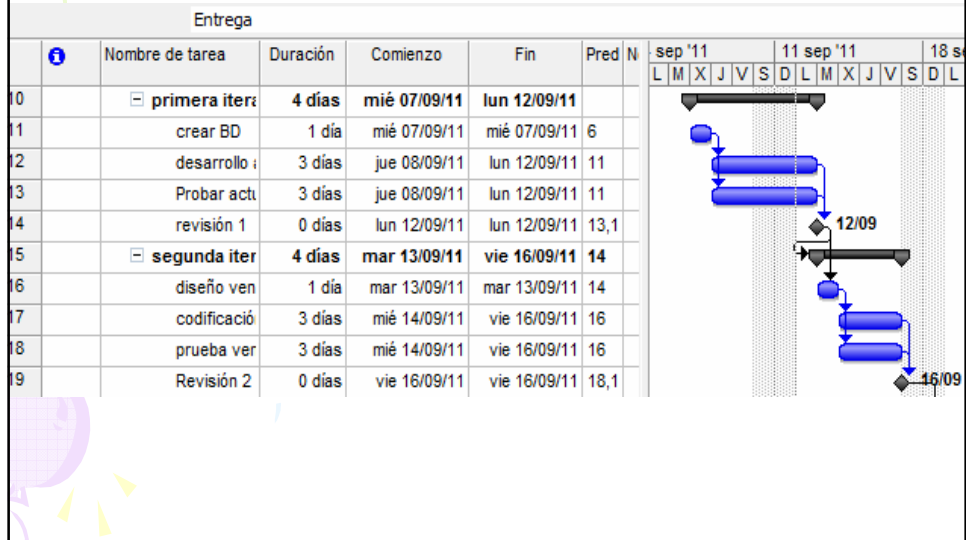 Entrega
Nombre de tarea Duración Comienzo Fin Pred sep '11 11 sep '11 18
L M X J V S D L M X J V S D L
10 primera 4 días mié 07/09/11 lun 12/09/11
11 crear BD 1 día mié 07/09/11 mié 07/09/11 6
12 desarrollo 3 días jue 08/09/11 lun 12/09/11 11
13 Probar 3 días jue 08/09/11 lun 12/09/11 11
14 revisión 1 0 días lun 12/09/11 lun 12/09/11 13,1 12/09
15 segunda iter 4 días mar 13/09/11 vie 16/09/11 14
16 diseño ven 1 día mar 13/09/11 mar 13/09/11 14
17 codificació 3 días mié 14/09/11 vie 16/09/11 16
18 prueba ver 3 días mié 14/09/11 vie 16/09/11 16
19 Revisión 2 0 días vie 16/09/11 vie 16/09/11 18,1 16/09